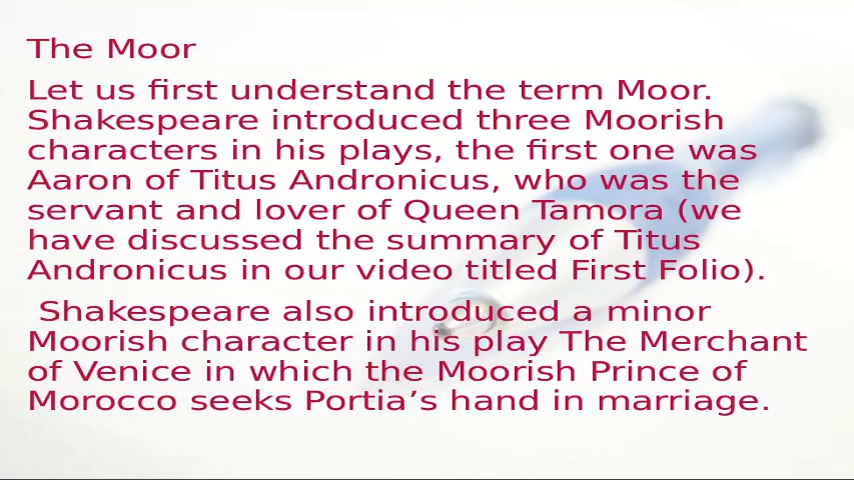 The Moor
Let us first understand the term Moor.
Shakespeare introduced three Moorish
characters in his plays, the first one was
Aaron of Titus Andronicus, who was the
servant and lover of Queen Tamora (we
have discussed the summary of Titus
Andronicus in our video titled First Folio).
Shakespeare also introduced a minor
Moorish character in his play The Merchant
of Venice in which the Moorish Prince of
Morocco seeks Portia’s hand in marriage.